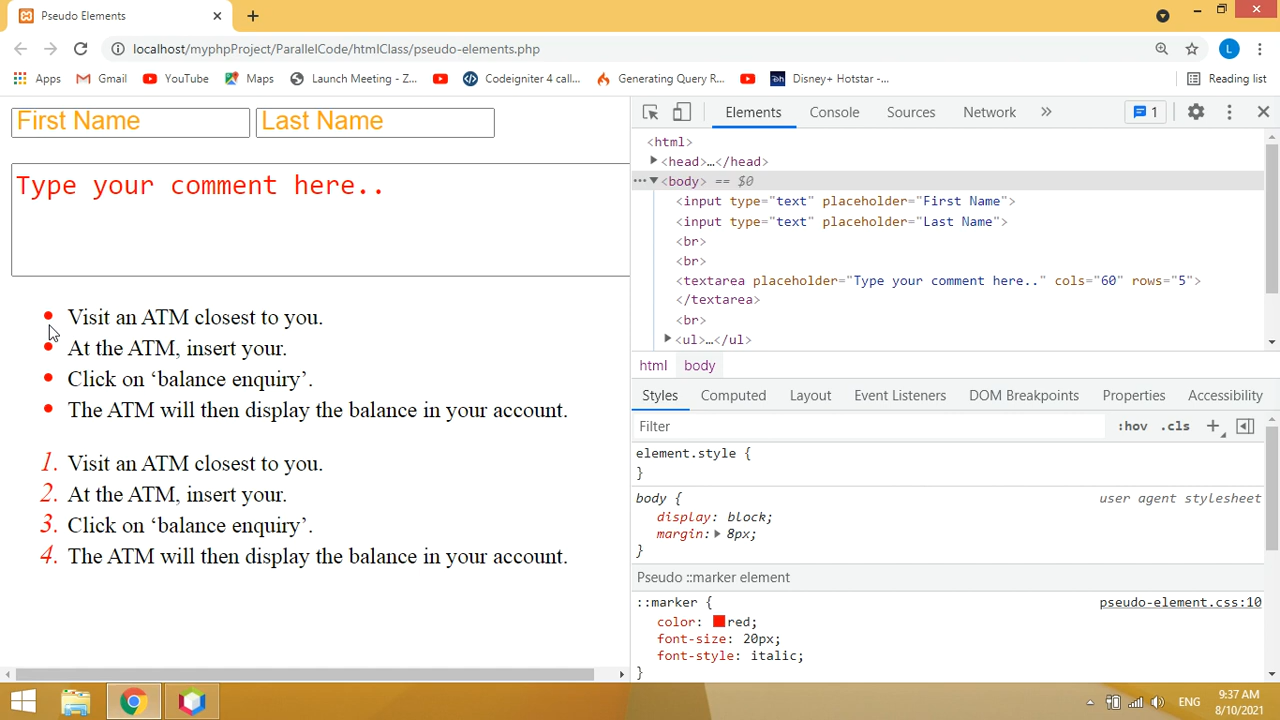 Pseudo Elements
localhost/myphpProject/ParallelCode/htmlClass/pseudo-elements.php
L
Apps Gmail YouTube Maps Launch Meeting - Z... Codeigniter 4 call... Generating Query R... Disney+ Hotstar -... Reading list
First Name Last Name
Type your comment here..
• Visit an ATM closest to you.
• At the ATM, insert your.
• Click on ‘balance enquiry’.
• The ATM will then display the balance in your account.
1. Visit an ATM closest to you.
2. At the ATM, insert your.
3. Click on ‘balance enquiry’.
4. The ATM will then display the balance in your account.
Elements Console Sources Network » 1
<html>
<head>…</head>
<body> == $0
<input type="text" placeholder="First Name">
<input type="text" placeholder="Last Name">
<br>
<br>
<textarea placeholder="Type your comment here.." cols="60" rows="5">
</textarea>
<br>
<ul>…</ul>
html body
Styles Computed Layout Event Listeners DOM Breakpoints Properties Accessibility
Filter :hov .cls +
element.style {
}
body { user agent stylesheet
display: block;
margin: 8px;
}
Pseudo ::marker element
::marker { pseudo-element.css:10
color: red;
font-size: 20px;
font-style: italic;
}
ENG
9:37 AM
8/10/2021